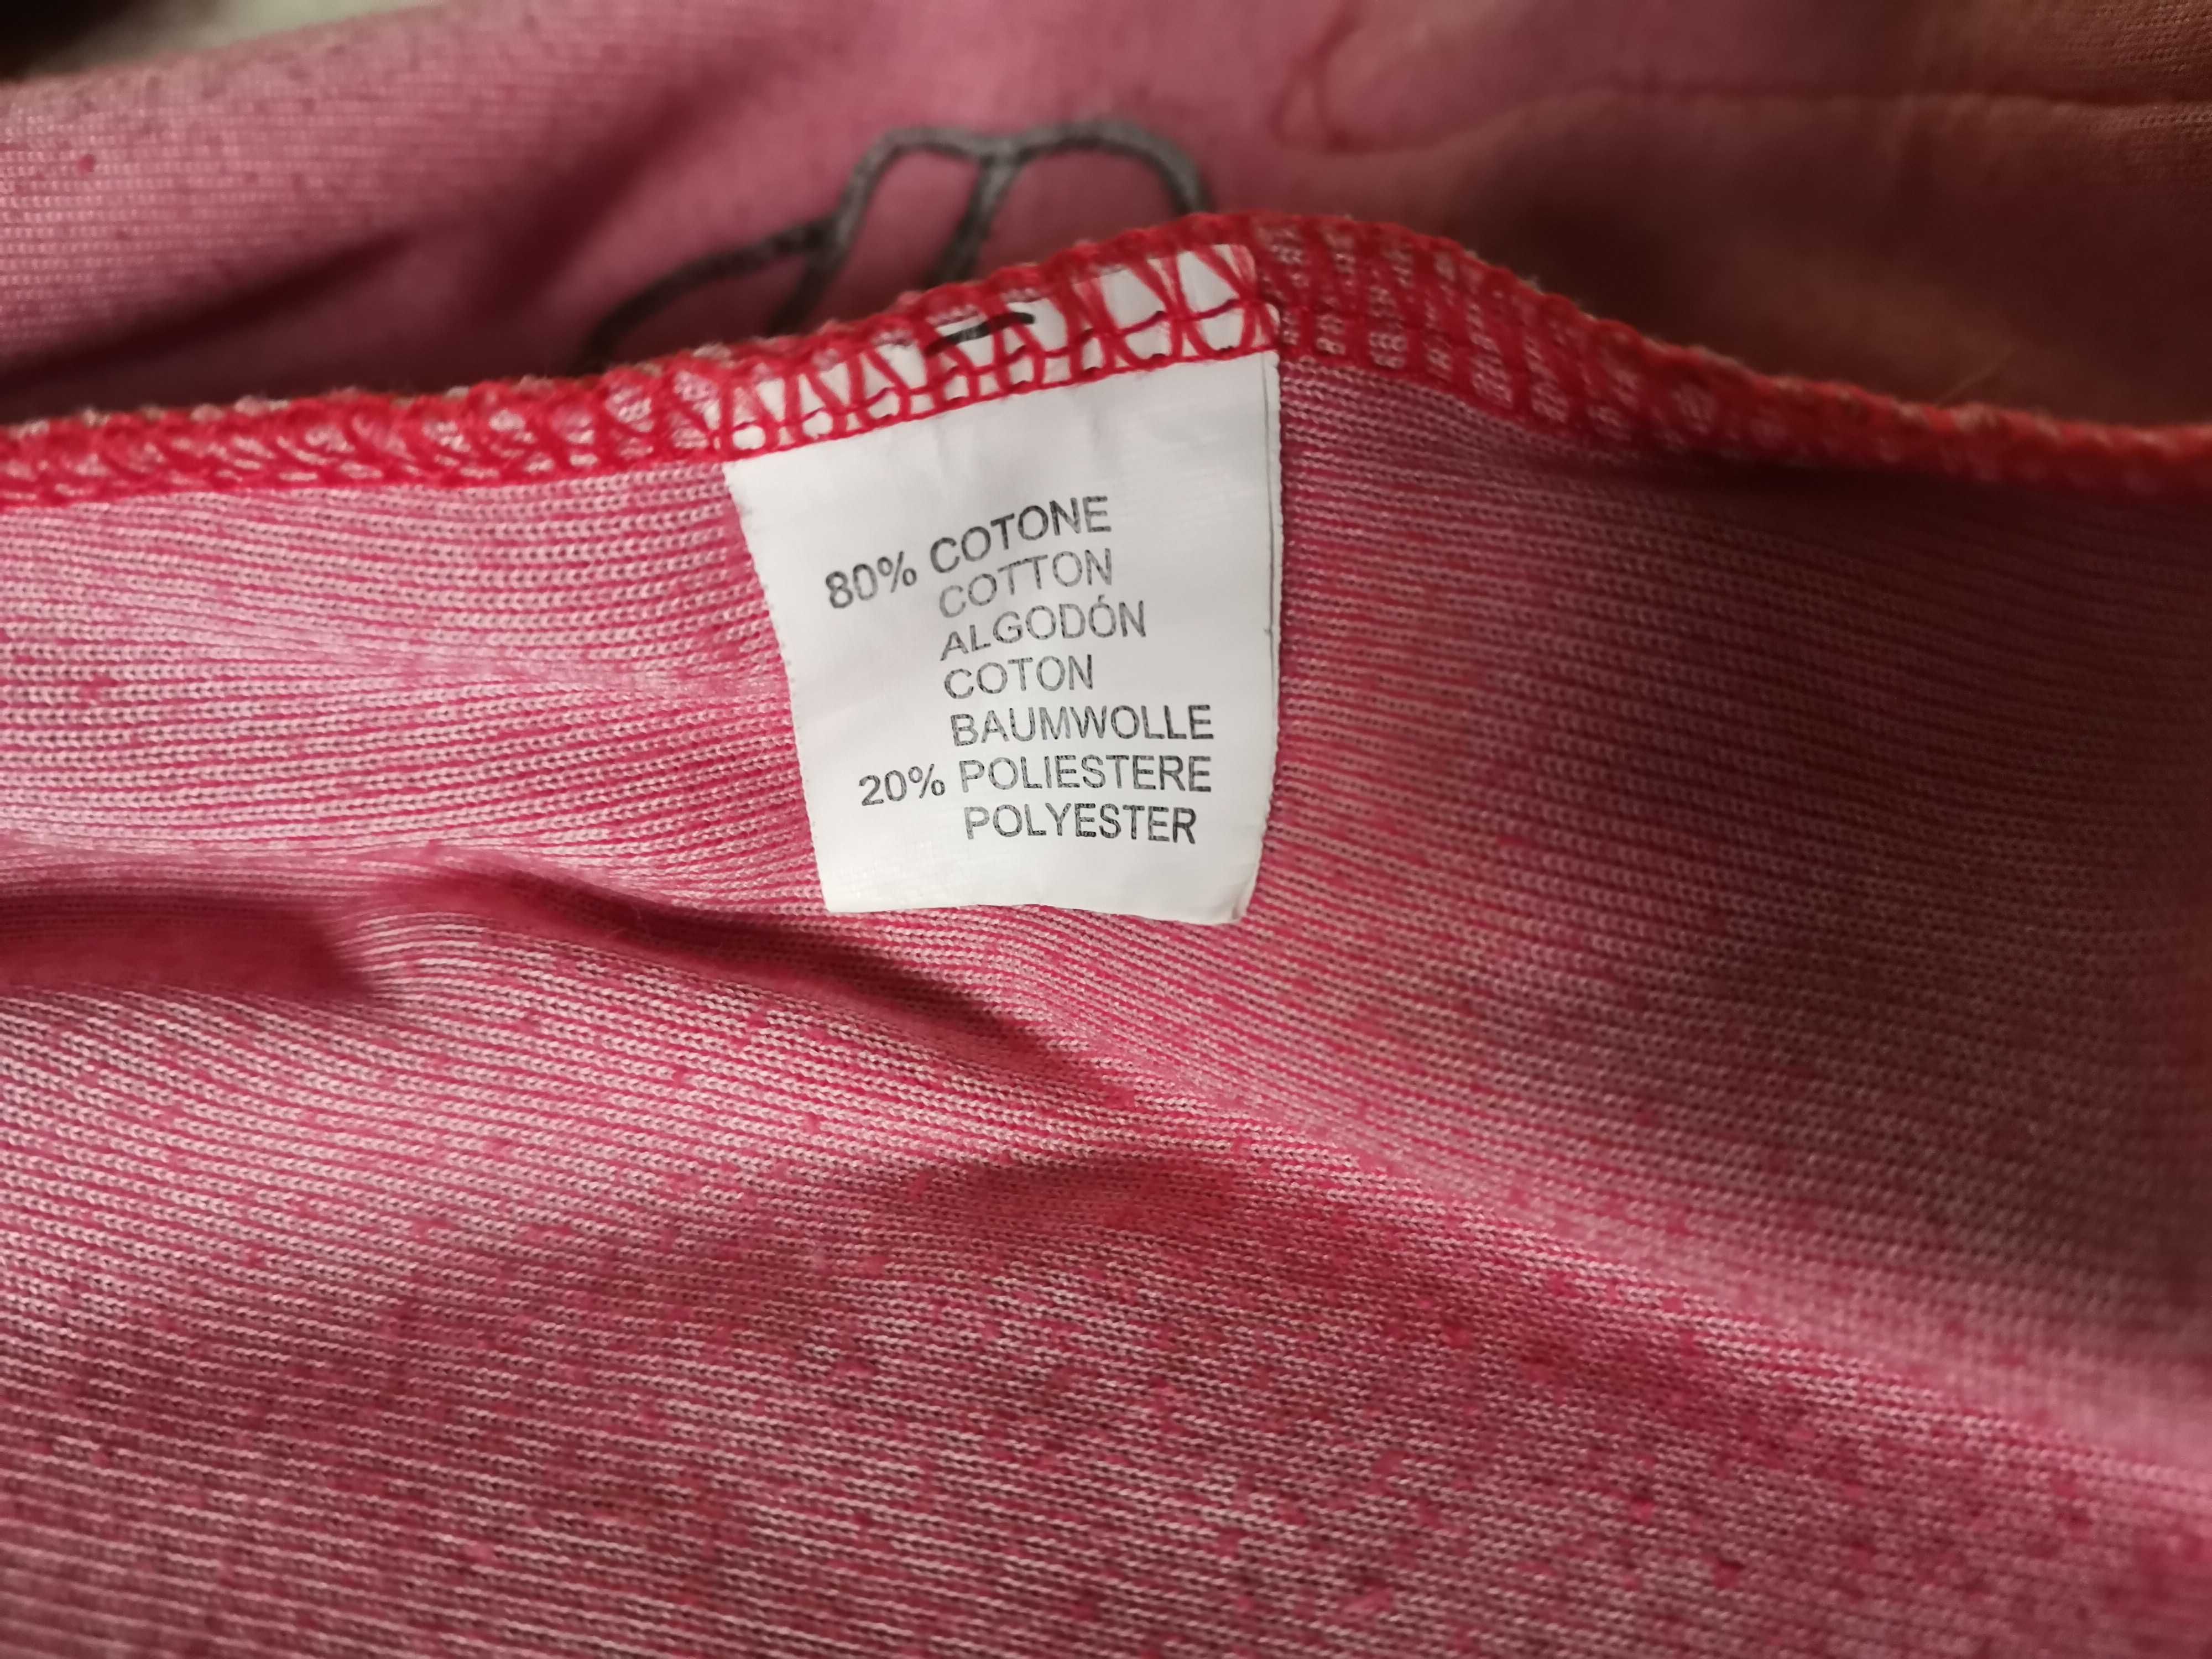 80% COTONE
COTTON
ALGODÓN
COTON
BAUMWOLLE
20% POLIESTERE
POLYESTER